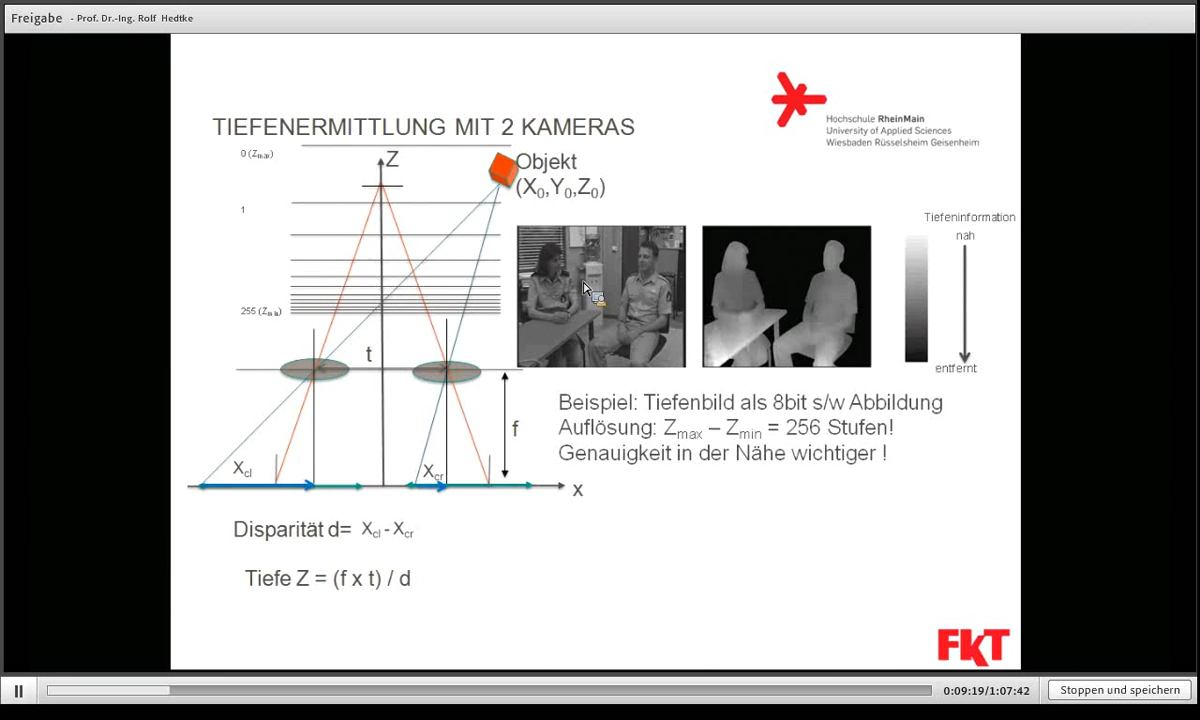 Freigabe - Prof. Dr.-Ing. Rolf Hedtke
Hochschule RheinMain
University of Applied Sciences
Wiesbaden Rüsselsheim Geisenheim
TIEFENERMITTLUNG MIT 2 KAMERAS
0 (Zmax)
Z
Objekt
(X0,Y0,Z0)
1
255 (Zmin)
t
f
Xcl
Xcr
x
Tiefeninformation
nah
entfernt
Beispiel: Tiefenbild als 8bit s/w Abbildung
Auflösung: Zmax – Zmin = 256 Stufen!
Genauigkeit in der Nähe wichtiger !
Disparität d= Xcl - Xcr
Tiefe Z = (f x t) / d
FKT
0:09:19/1:07:42
Stoppen und speichern